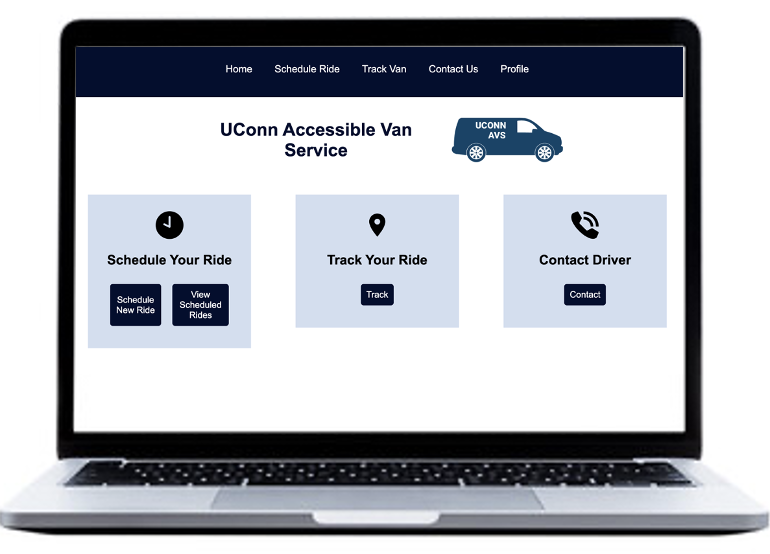 Home Schedule Ride Track Van Contact Us Profile
UConn Accessible Van
Service
UCONN
AVS
Schedule Your Ride
Schedule
New Ride
View
Scheduled
Rides
Track Your Ride
Track
Contact Driver
Contact